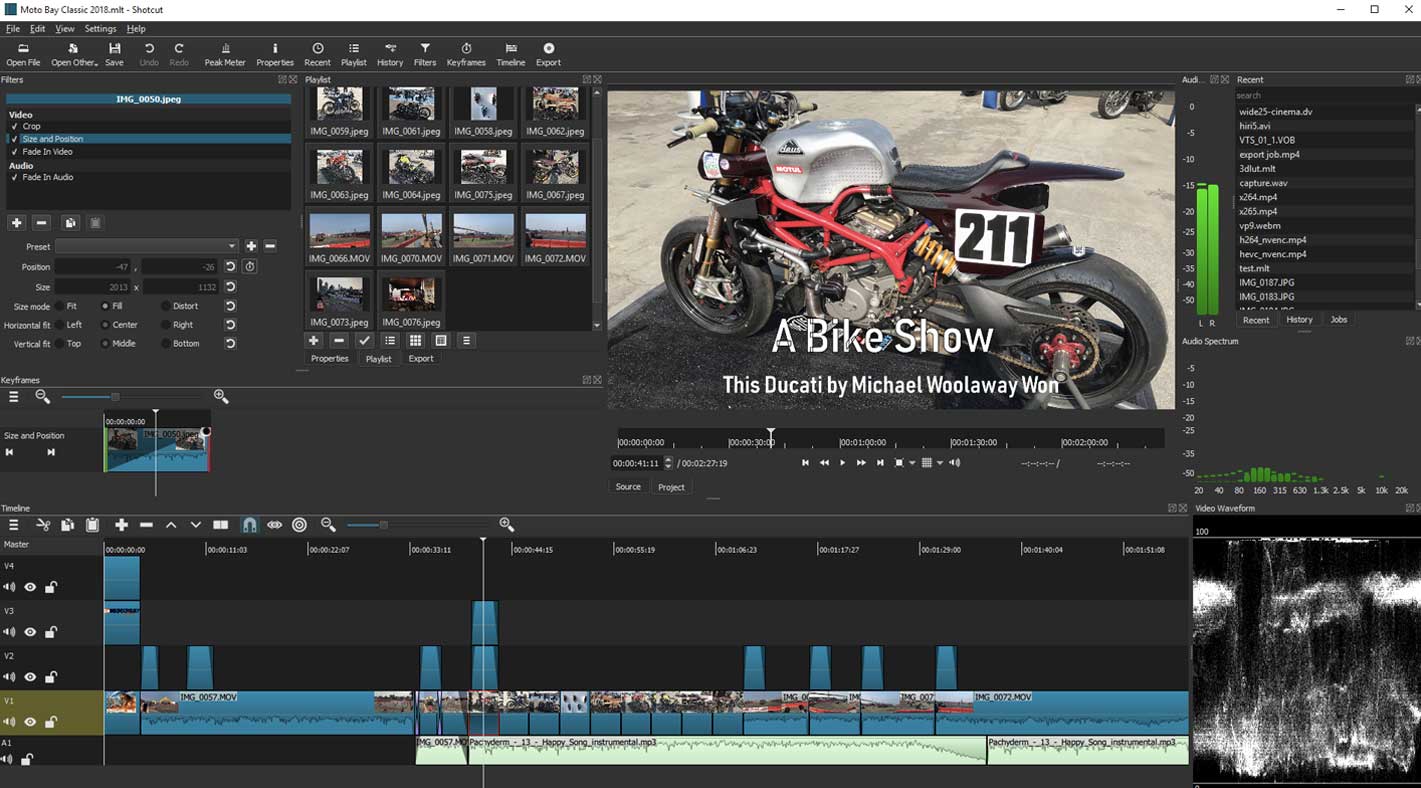 Moto Bay Classic 2018.mlt - Shotcut
File Edit View Settings Help
Open File Open Other.. Save Undo Redo Peak Meter Properties Recent Playlist History Filters Keyframes Timeline Export
Filters
IMG_0050.jpeg
Video
✓ Crop
✓ Size and Position
✓ Fade In Video
Audio
✓ Fade In Audio
Preset
Position -47 , -26
Size 2013 x 1132
Size mode Fit Fill Distort
Horizontal fit Left Center Right
Vertical fit Top Middle Bottom
Playlist
IMG_0059.jpeg IMG_0061.jpeg IMG_0058.jpeg IMG_0062.jpeg
IMG_0063.jpeg IMG_0064.jpeg IMG_0075.jpeg IMG_0067.jpeg
IMG_0066.MOV IMG_0070.MOV IMG_0071.MOV IMG_0072.MOV
IMG_0073.jpeg IMG_0076.jpeg
Properties Playlist Export
deus
MOTUL
211
A Bike Show
This Ducati by Michael Woolaway Won
00:00:00:00 00:00:30:00 00:01:00:00 00:01:30:00 00:02:00:00
00:00:41:11 / 00:02:27:19 --:--:--:-- / --:--:--:--
Source Project
Audi...
0
-5
-10
-15
-20
-25
-30
-35
-40
-50
L R
Recent
search
wide25-cinema.dv
hiri5.avi
VTS_01_1.VOB
export job.mp4
3dlut.mlt
capture.wav
x264.mp4
x265.mp4
vp9.webm
h264_nvenc.mp4
hevc_nvenc.mp4
test.mlt
IMG_0187.JPG
IMG_0183.JPG
Recent History Jobs
Audio Spectrum
-5
-10
-15
-20
-25
-35
-50
20 40 80 160 315 630 1.3k 2.5k 5k 10k 20k
Keyframes
00:00:00:00
Size and Position
IMG_0050.jpeg
Timeline
Master
00:00:00:00 00:00:11:03 00:00:22:07 00:00:33:11 00:00:44:15 00:00:55:19 00:01:06:23 00:01:17:27 00:01:29:00 00:01:40:04 00:01:51:08
V4
V3
V2
V1
IMG_0057.MOV IMG_0 IM IMG_007 IMG_0072.MOV
A1
IMG_0057.MO Pachyderm_-_13_-_Happy_Song_instrumental.mp3 Pachyderm_-_13_-_Happy_Song_instrumental.mp3
Video Waveform
100
0